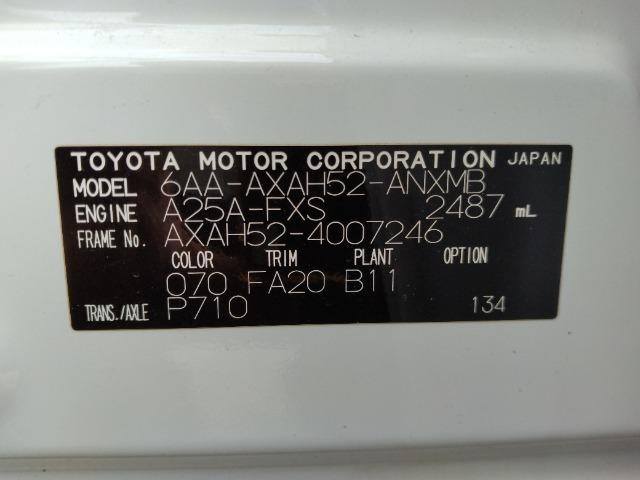 TOYOTA MOTOR CORPORATION JAPAN
MODEL 6AA-AXAH52-ANXMB
ENGINE A25A-FXS 2487 mL
FRAME No. AXAH52-4007246
COLOR TRIM PLANT OPTION
070 FA20 B11
TRANS./AXLE P710 134